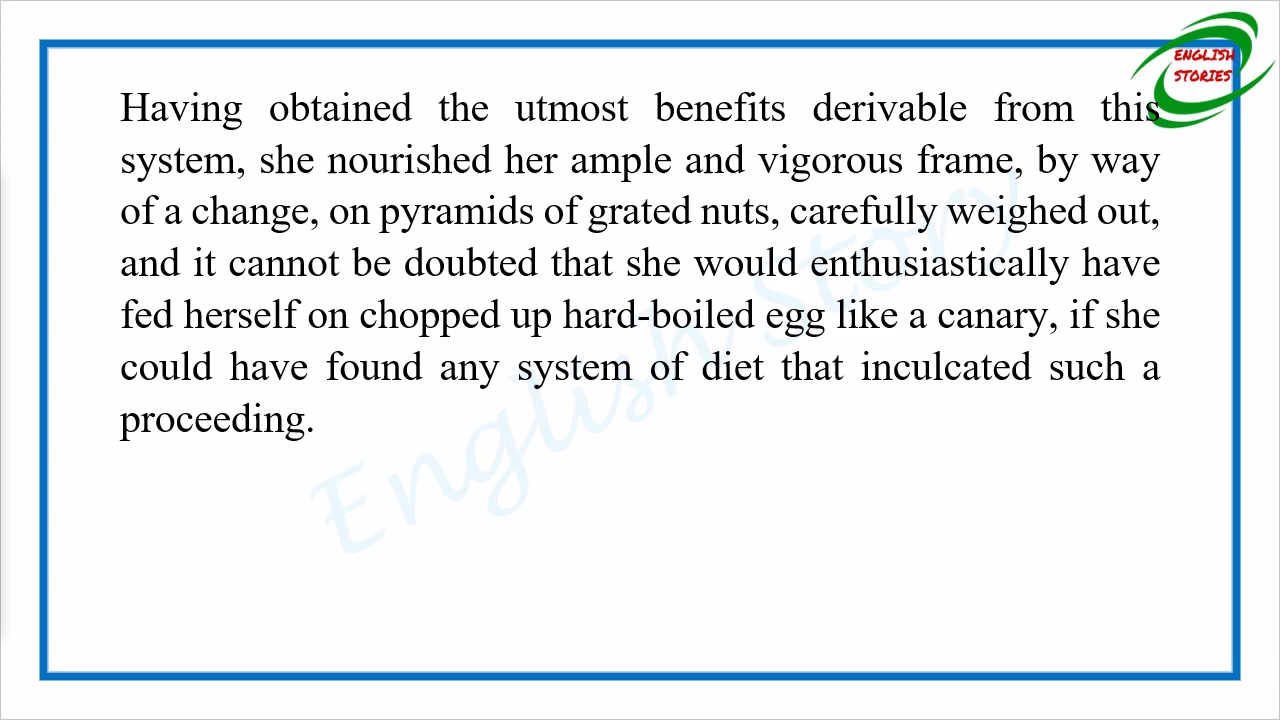 ENGLISH
STORIES
Having obtained the utmost benefits derivable from this
system, she nourished her ample and vigorous frame, by way
of a change, on pyramids of grated nuts, carefully weighed out,
and it cannot be doubted that she would enthusiastically have
fed herself on chopped up hard-boiled egg like a canary, if she
could have found any system of diet that inculcated such a
proceeding.
English Story